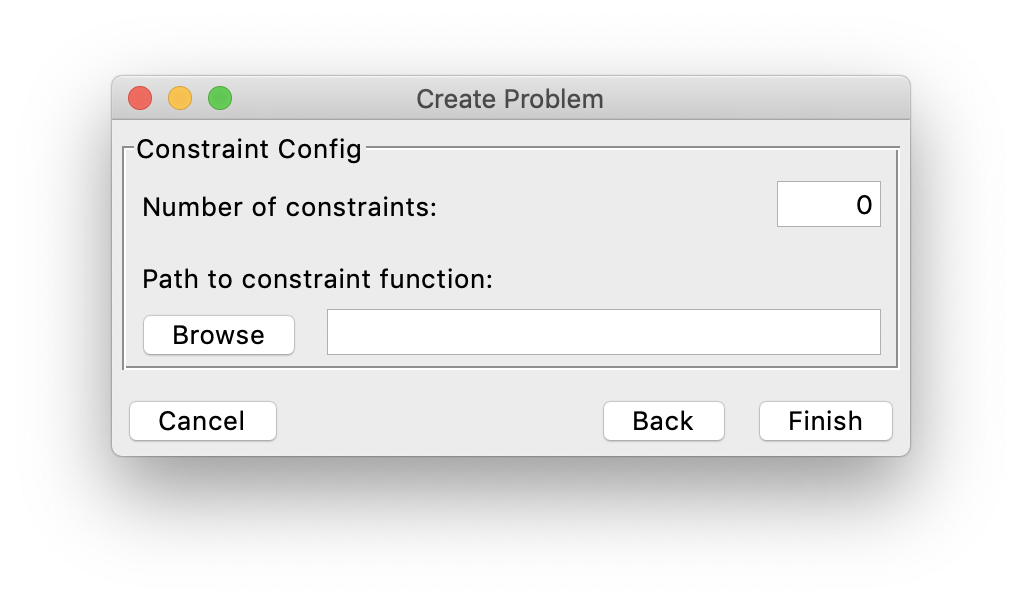 Create Problem
Constraint Config
Number of constraints: 0
Path to constraint function:
Browse
Cancel Back Finish